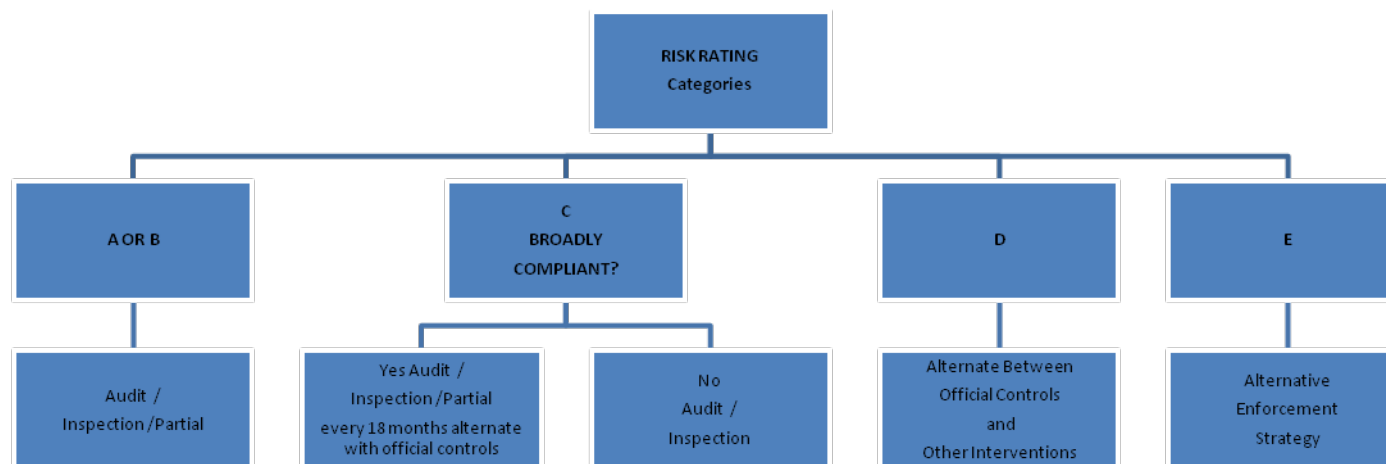 RISK RATING
Categories
A OR B
C
BROADLY
COMPLIANT?
D
E
Audit /
Inspection /Partial
Yes Audit /
Inspection /Partial
every 18 months alternate
with official controls
No
Audit /
Inspection
Alternate Between
Official Controls
and
Other Interventions
Alternative
Enforcement
Strategy